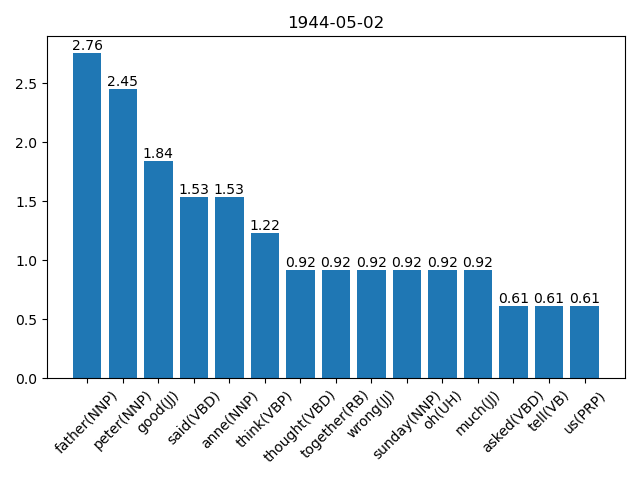 1944-05-02
2.76
2.45
1.84
1.53
1.53
1.22
0.92
0.92
0.92
0.92
0.92
0.92
0.61
0.61
0.61
2.5
2.0
1.5
1.0
0.5
0.0
father(NNP)
peter(NNP)
good(JJ)
said(VBD)
anne(NNP)
think(VBP)
thought(VBD)
together(RB)
wrong(JJ)
sunday(NNP)
oh(UH)
much(JJ)
asked(VBD)
tell(VB)
us(PRP)